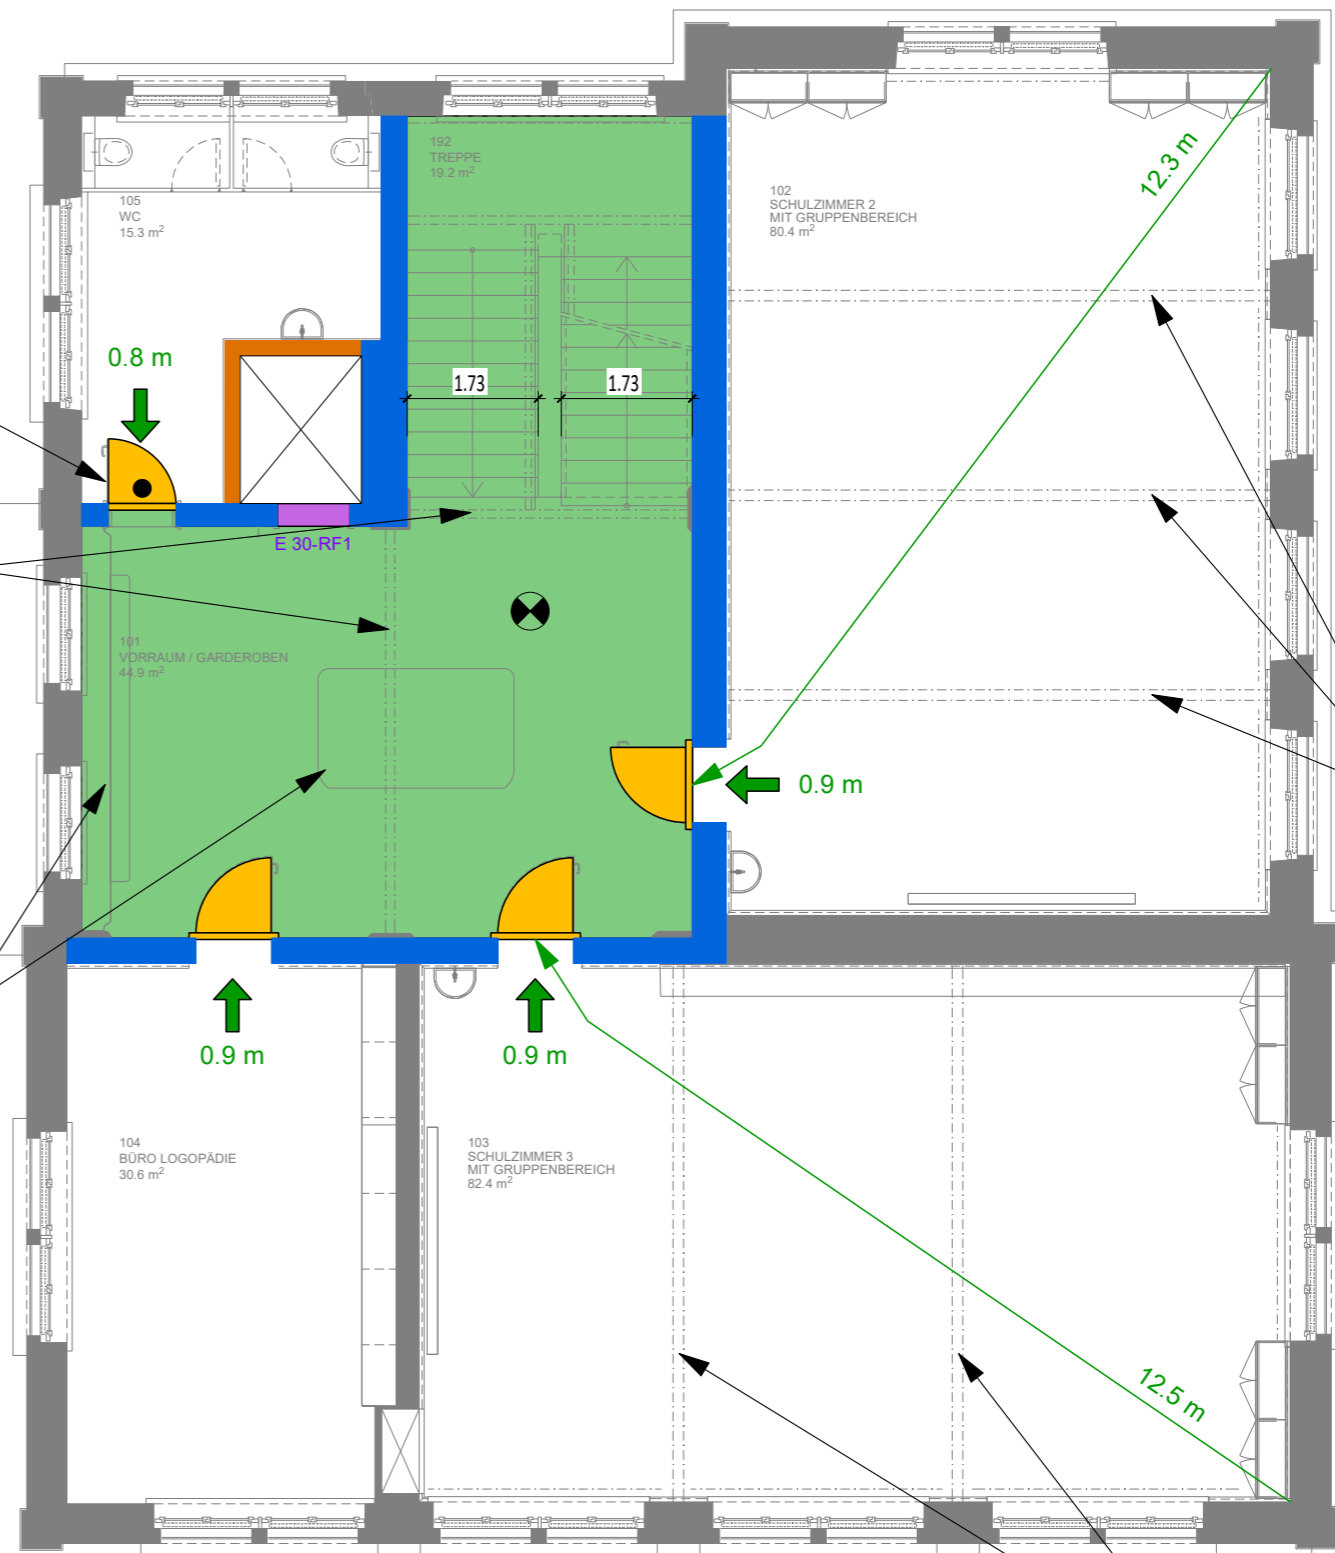 192
TREPPE
19.2 m²
12.3 m
102
SCHULZIMMER 2
MIT GRUPPENBEREICH
80.4 m²
105
WC
15.3 m²
0.8 m
1.73
1.73
E 30-RF1
101
VORRAUM / GARDEROBEN
44.9 m²
0.9 m
0.9 m
0.9 m
104
BÜRO LOGOPÄDIE
30.6 m²
103
SCHULZIMMER 3
MIT GRUPPENBEREICH
82.4 m²
12.5 m